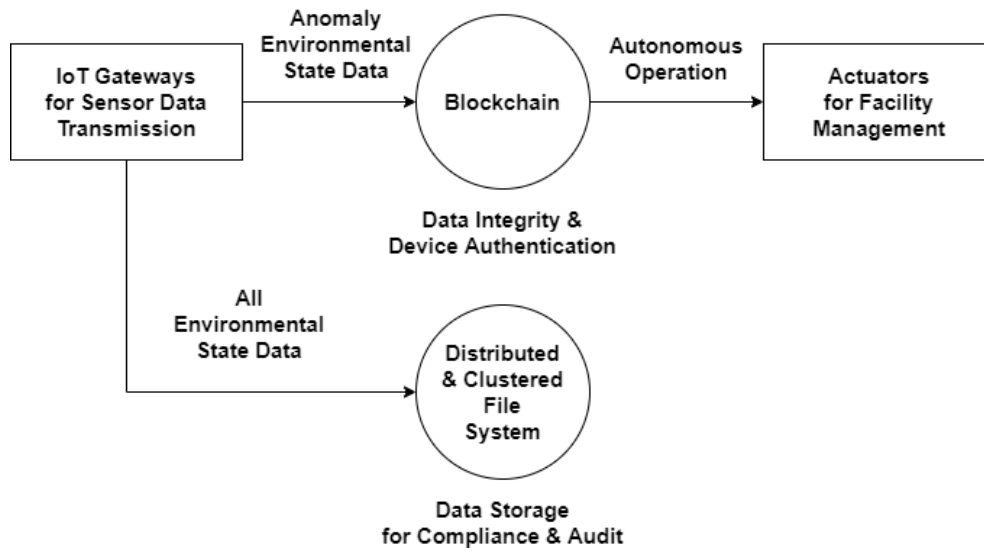 Anomaly
Environmental
State Data
Autonomous
Operation
IoT Gateways
for Sensor Data
Transmission
Blockchain
Actuators
for Facility
Management
Data Integrity &
Device Authentication
All
Environmental
State Data
Distributed
& Clustered
File
System
Data Storage
for Compliance & Audit